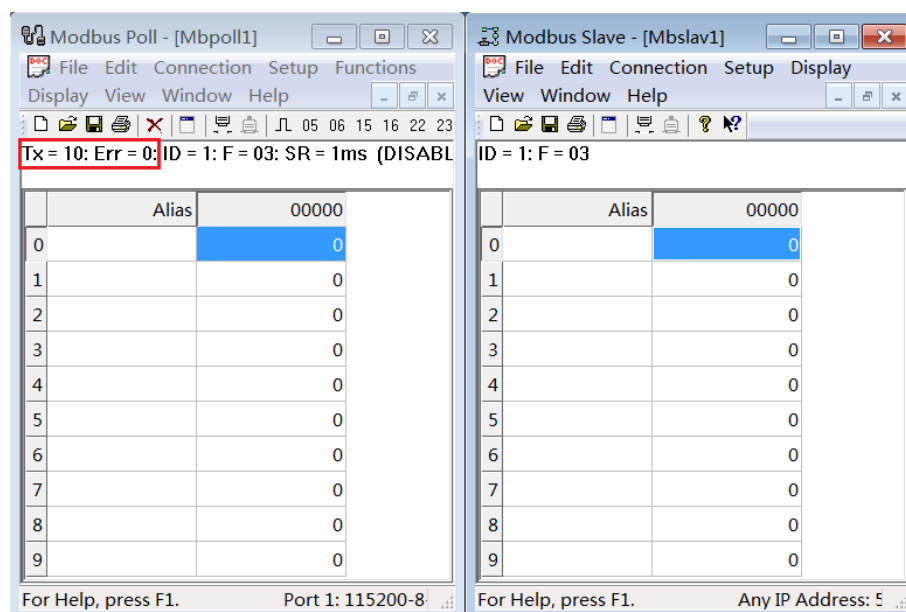 Modbus Poll - [Mbpoll1]
File Edit Connection Setup Functions
Display View Window Help
05 06 15 16 22 23
Tx = 10: Err = 0: ID = 1: F = 03: SR = 1ms (DISABL
Alias 00000
0 0
1 0
2 0
3 0
4 0
5 0
6 0
7 0
8 0
9 0
For Help, press F1. Port 1: 115200-8-
Modbus Slave - [Mbslav1]
File Edit Connection Setup Display
View Window Help
ID = 1: F = 03
Alias 00000
0 0
1 0
2 0
3 0
4 0
5 0
6 0
7 0
8 0
9 0
For Help, press F1. Any IP Address: 5